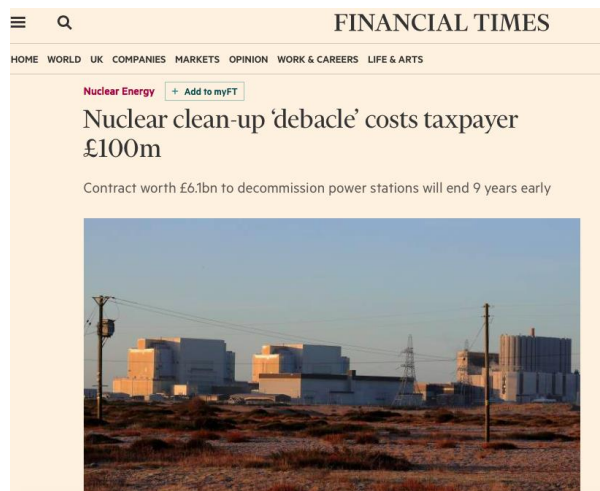 FINANCIAL TIMES
HOME WORLD UK COMPANIES MARKETS OPINION WORK & CAREERS LIFE & ARTS
Nuclear Energy + Add to myFT
Nuclear clean-up ‘debacle’ costs taxpayer
£100m
Contract worth £6.1bn to decommission power stations will end 9 years early